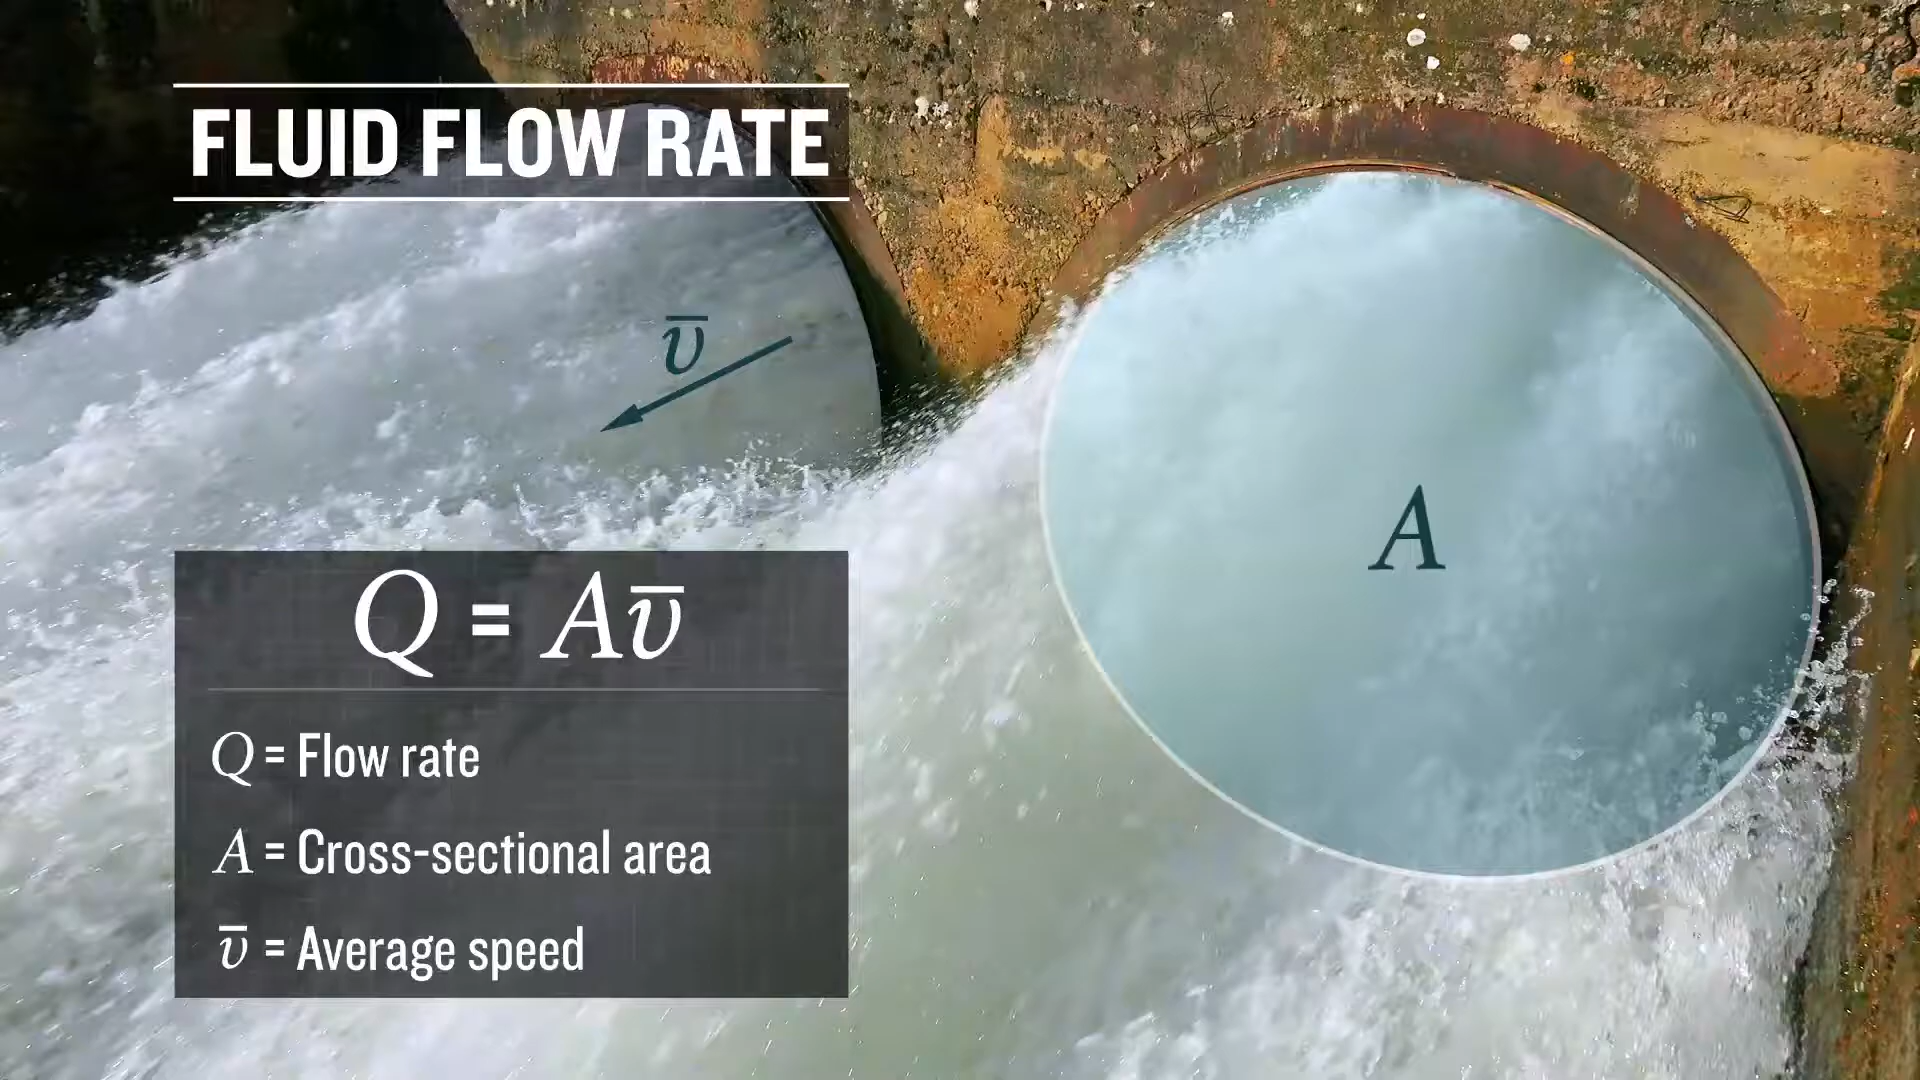 FLUID FLOW RATE
v̅
A
Q = Av̅
Q = Flow rate
A = Cross-sectional area
v̅ = Average speed